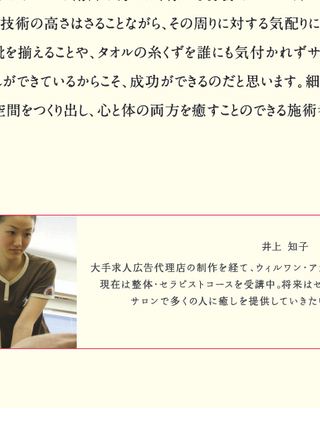 技術の高さはさることながら、その周りに対する気配りに
靴を揃えることや、タオルの糸くずを誰にも気付かれずサ
ができているからこそ、成功ができるのだと思います。細
空間をつくり出し、心と体の両方を癒すことのできる施術
井上 知子
大手求人広告代理店の制作を経て、ウィルワン・ア
現在は整体・セラピストコースを受講中。将来はセ
サロンで多くの人に癒しを提供していきたい